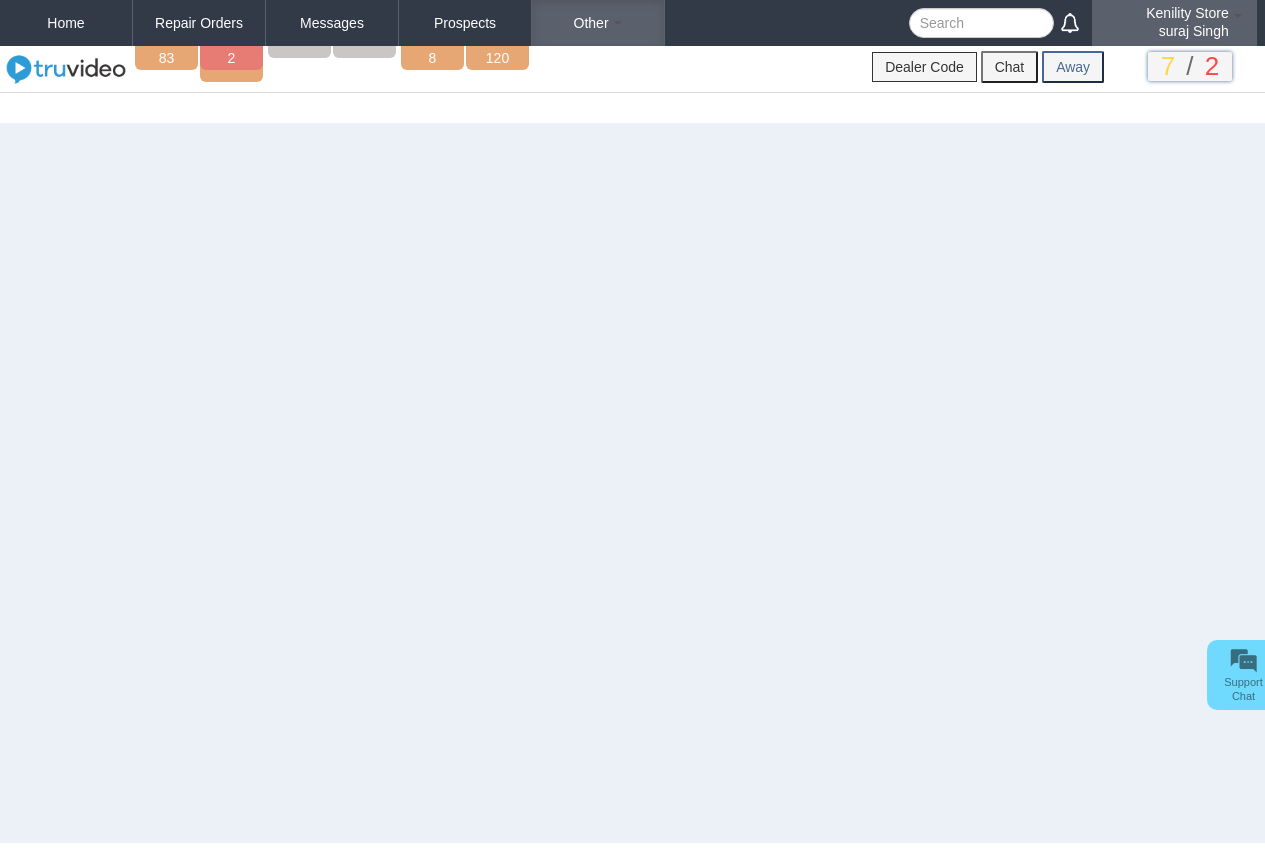 Home
Repair Orders
Messages
Prospects
Other
Search
Kenility Store
suraj Singh
truvideo
83
2
8
120
Dealer Code
Chat
Away
7 / 2
Support
Chat